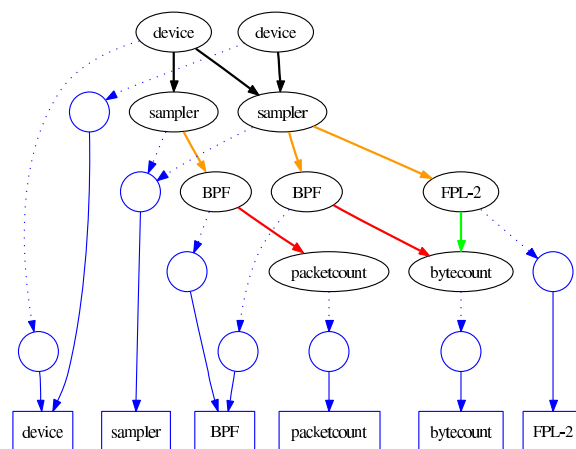 device device
sampler sampler
BPF BPF FPL-2
packetcount bytecount
device sampler BPF packetcount bytecount FPL-2